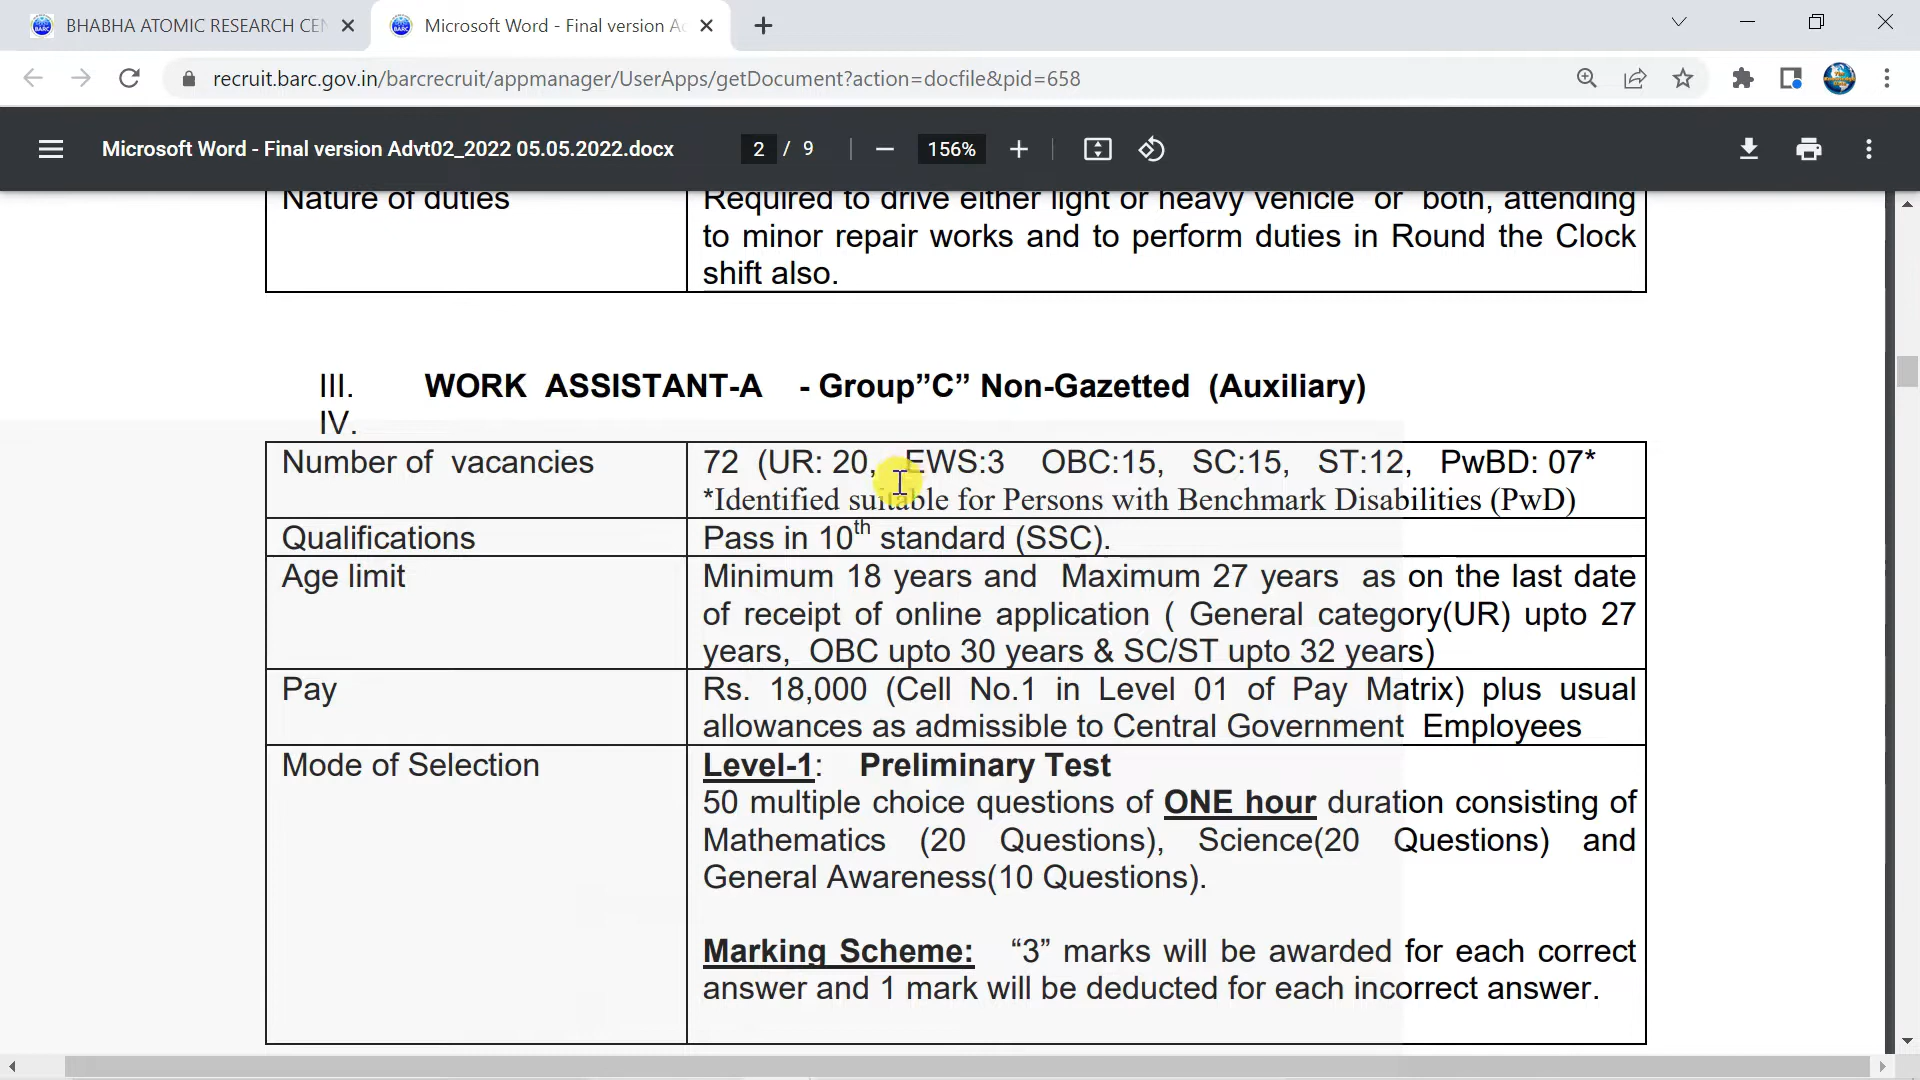 BHABHA ATOMIC RESEARCH CEN
Microsoft Word - Final version Ad
recruit.barc.gov.in/barcrecruit/appmanager/UserApps/getDocument?action=docfile&pid=658
Microsoft Word - Final version Advt02_2022 05.05.2022.docx
2 / 9
156%
Nature of duties
Required to drive either light or heavy vehicle or both, attending
to minor repair works and to perform duties in Round the Clock
shift also.
III. WORK ASSISTANT-A - Group”C” Non-Gazetted (Auxiliary)
IV.
Number of vacancies
72 (UR: 20, EWS:3 OBC:15, SC:15, ST:12, PwBD: 07*
*Identified suitable for Persons with Benchmark Disabilities (PwD)
Qualifications
Pass in 10th standard (SSC).
Age limit
Minimum 18 years and Maximum 27 years as on the last date
of receipt of online application ( General category(UR) upto 27
years, OBC upto 30 years & SC/ST upto 32 years)
Pay
Rs. 18,000 (Cell No.1 in Level 01 of Pay Matrix) plus usual
allowances as admissible to Central Government Employees
Mode of Selection
Level-1: Preliminary Test
50 multiple choice questions of ONE hour duration consisting of
Mathematics (20 Questions), Science(20 Questions) and
General Awareness(10 Questions).
Marking Scheme: “3” marks will be awarded for each correct
answer and 1 mark will be deducted for each incorrect answer.